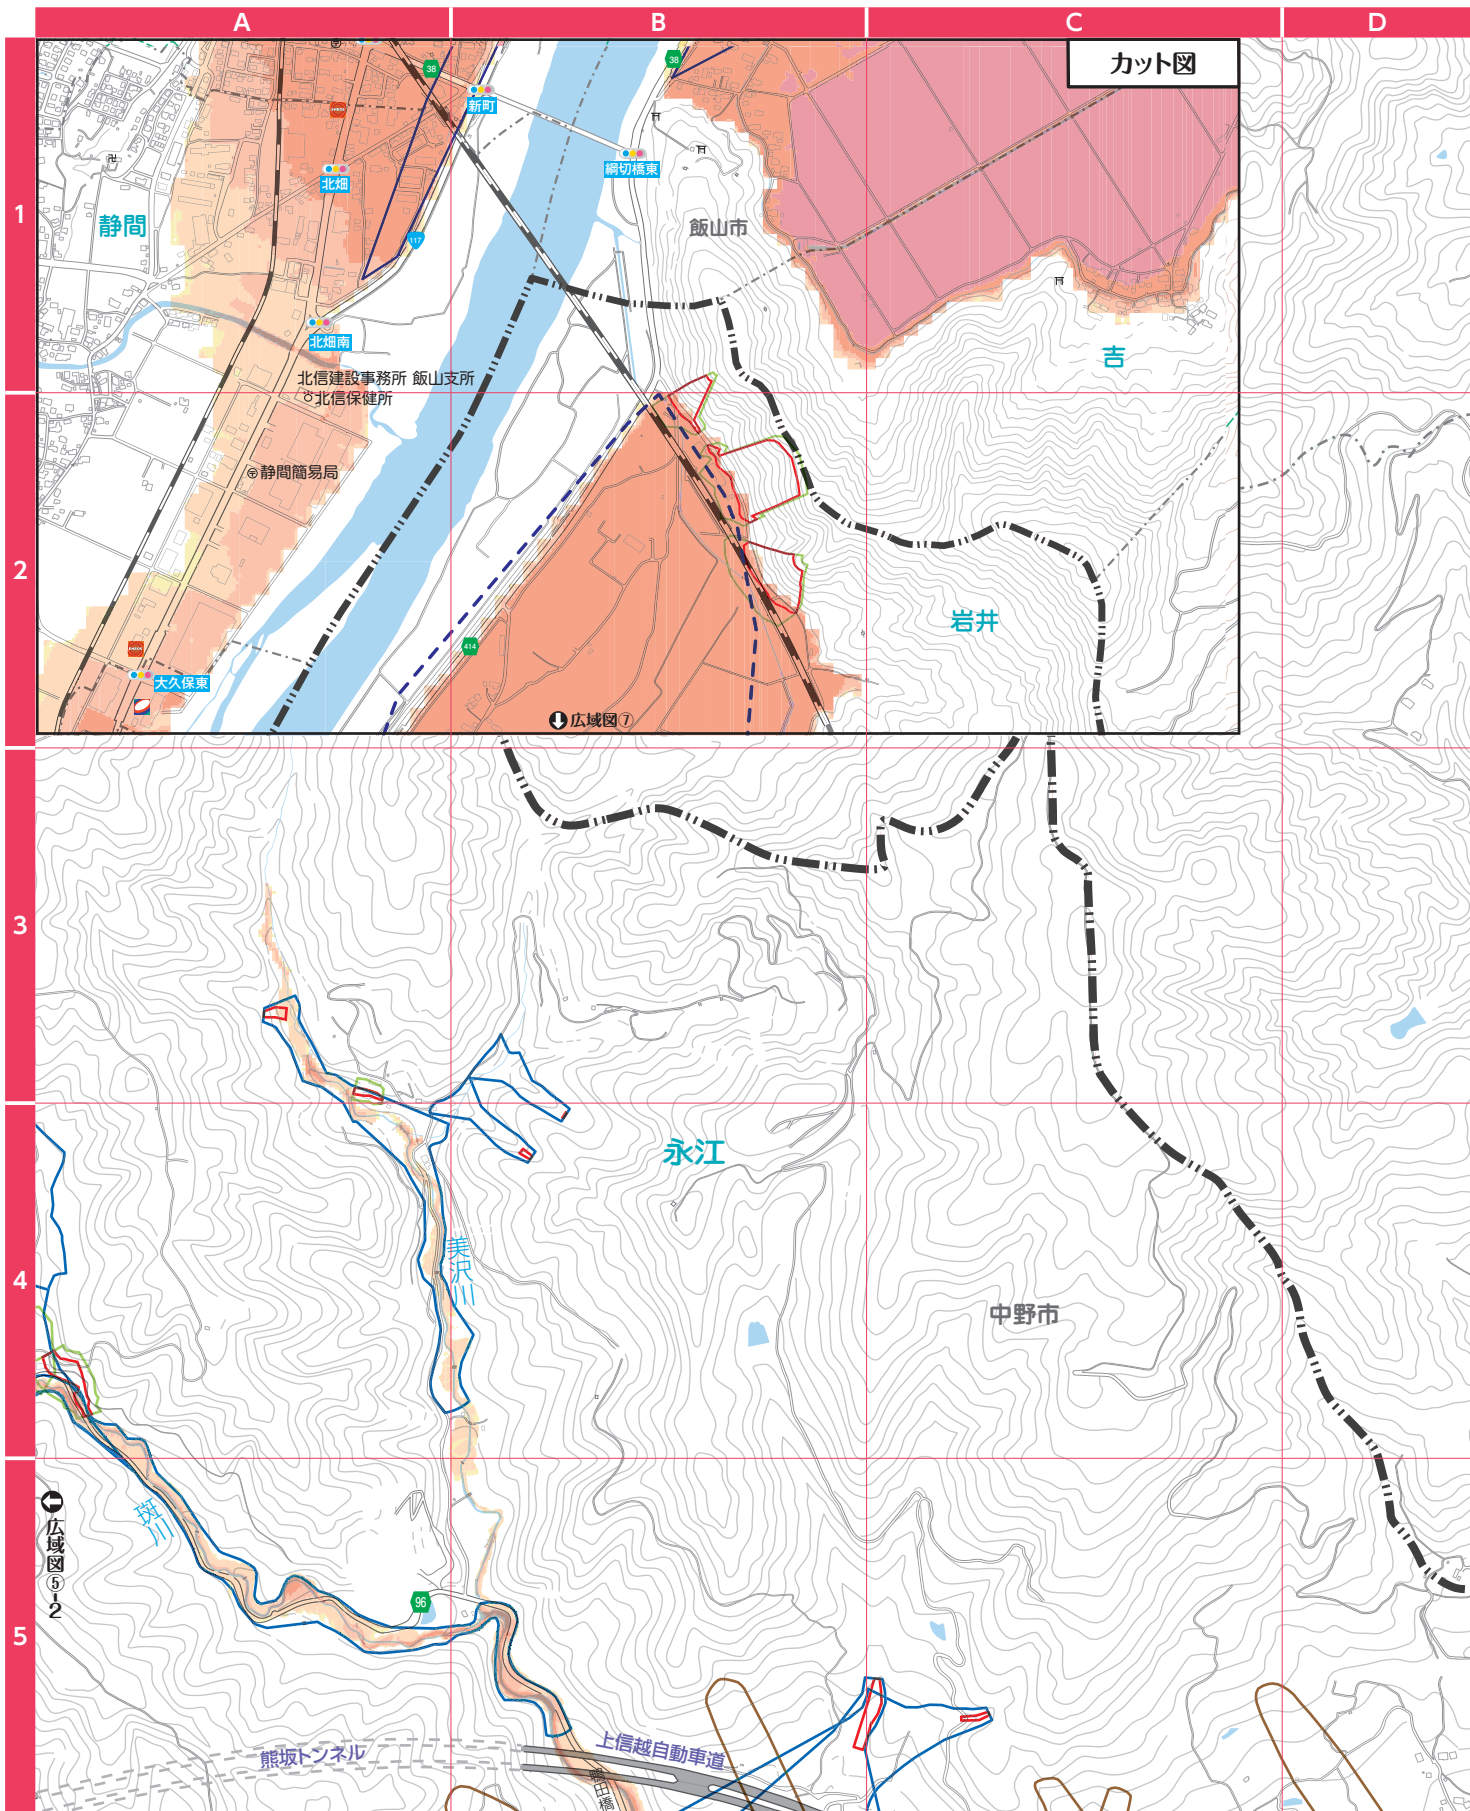 A
B
C
D
カット図
38
38
新町
綱切橋東
北畑
1
静間
飯山市
117
北畑南
吉
北信建設事務所 飯山支所
北信保健所
静間簡易局
2
岩井
414
大久保東
広域図⑦
3
永江
美沢川
4
中野市
斑川
広域図⑤-2
96
5
熊坂トンネル
上信越自動車道